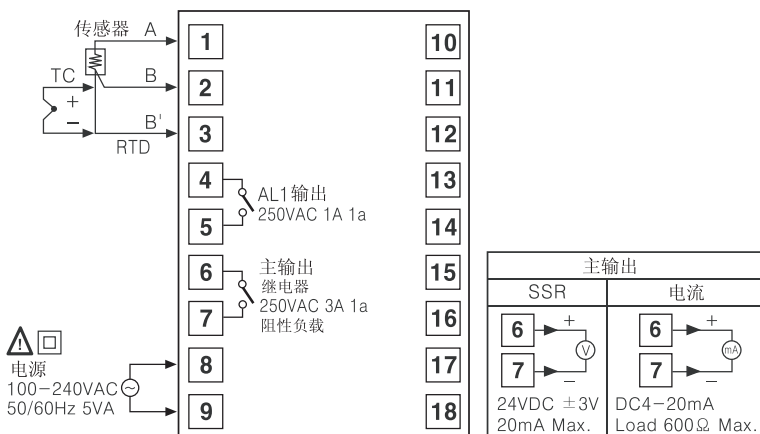 传感器 A
TC
B
+
−
B'
RTD
1
2
3
4
5
AL1输出
250VAC 1A 1a
6
7
主输出
继电器
250VAC 3A 1a
阻性负载
电源
100−240VAC
50/60Hz 5VA
8
9
10
11
12
13
14
15
16
17
18
主输出
SSR
电流
6
+
V
7
−
24VDC ±3V
20mA Max.
6
+
mA
7
−
DC4−20mA
Load 600Ω Max.